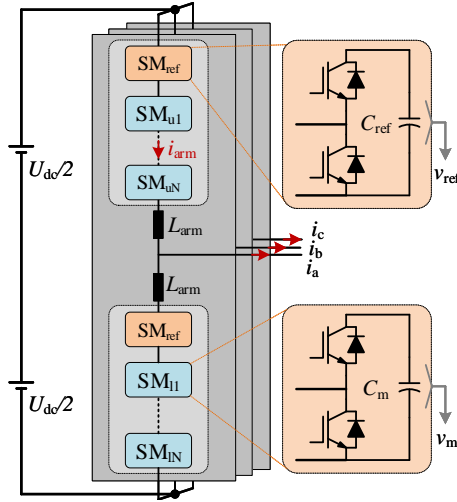 SMref
SMu1
iarm
SMuN
Larm
Udc/2
Cref
vref
ic
ib
ia
Larm
SMref
SMl1
SMlN
Udc/2
Cm
vm